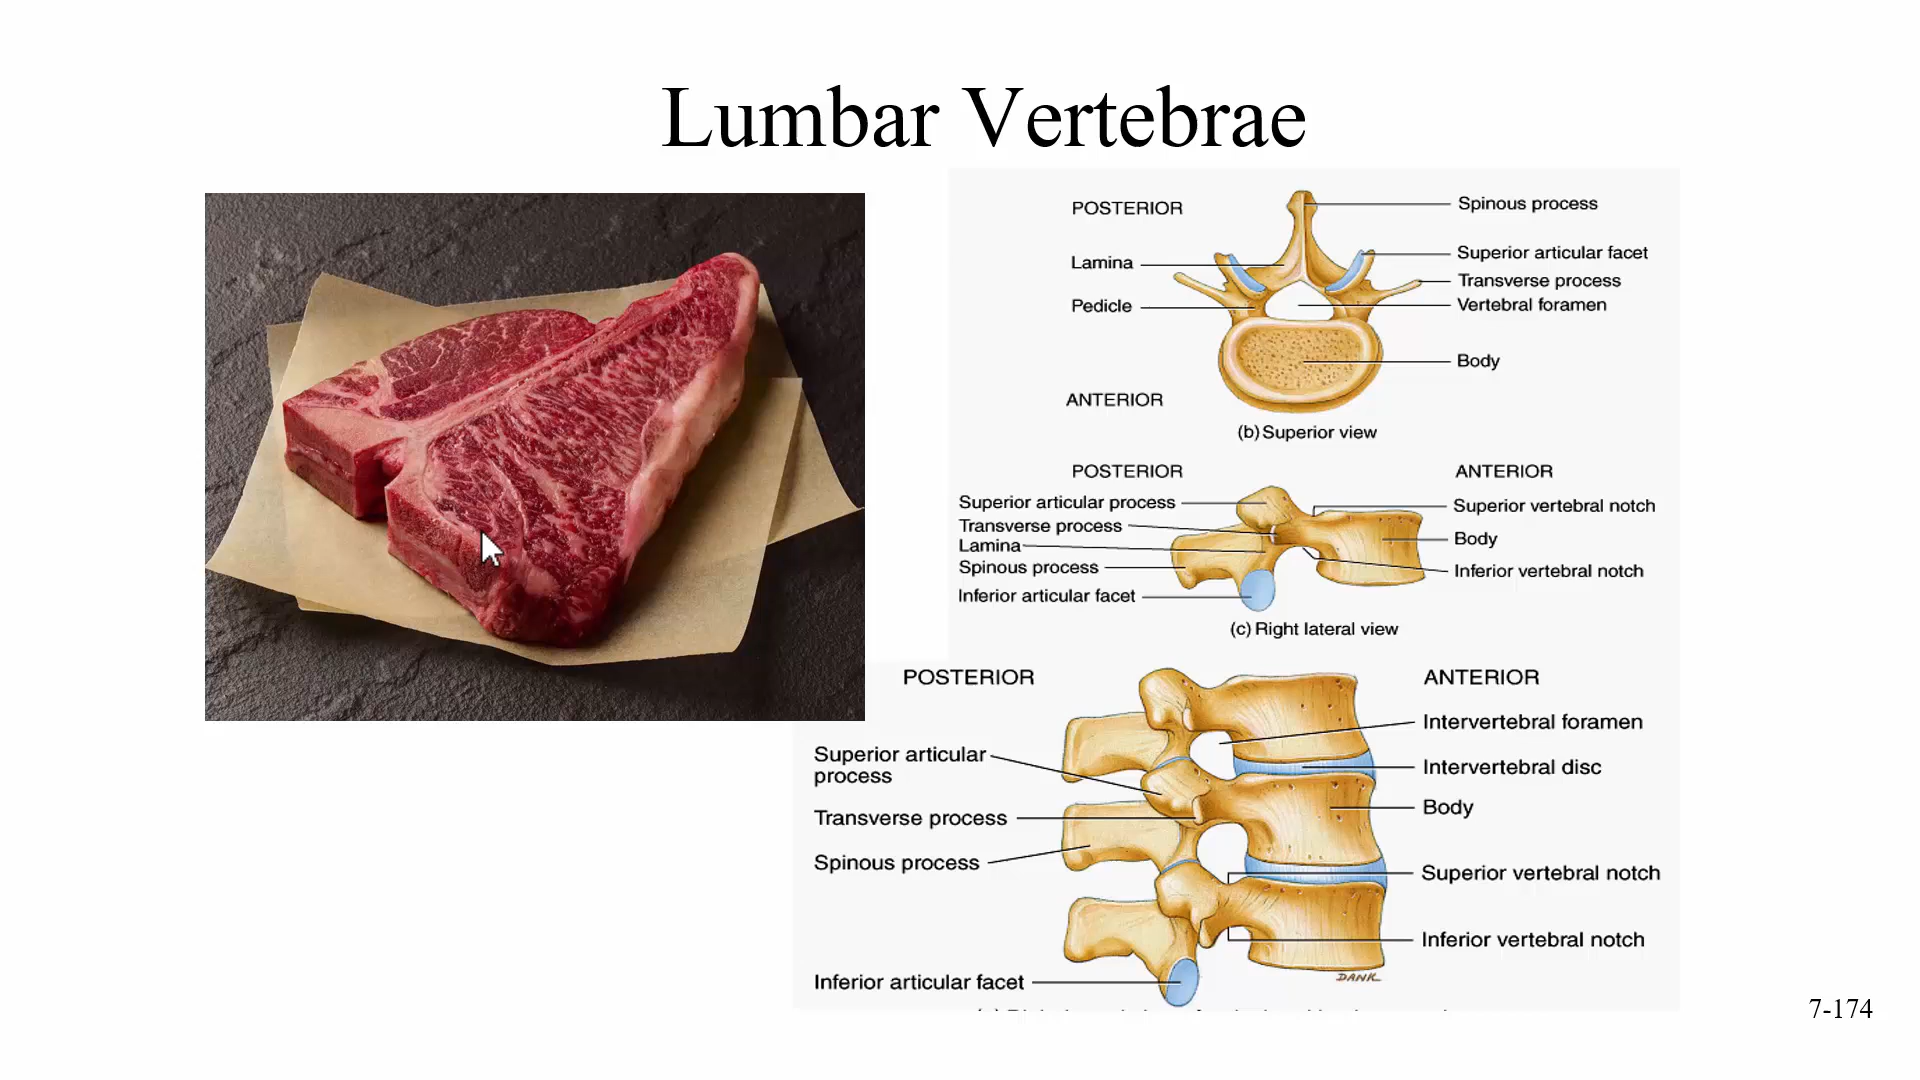 Lumbar Vertebrae
POSTERIOR
Spinous process
Superior articular facet
Lamina
Transverse process
Pedicle
Vertebral foramen
Body
ANTERIOR
(b) Superior view
POSTERIOR
ANTERIOR
Superior articular process
Superior vertebral notch
Transverse process
Lamina
Body
Spinous process
Inferior vertebral notch
Inferior articular facet
(c) Right lateral view
POSTERIOR
ANTERIOR
Intervertebral foramen
Superior articular
process
Intervertebral disc
Body
Transverse process
Spinous process
Superior vertebral notch
Inferior vertebral notch
DANK
Inferior articular facet
7-174